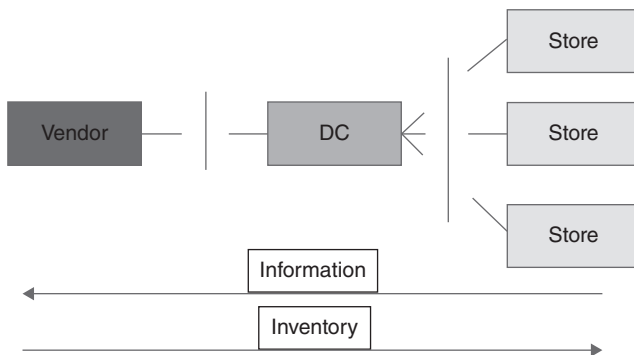 Store
Vendor
DC
Store
Store
Information
Inventory